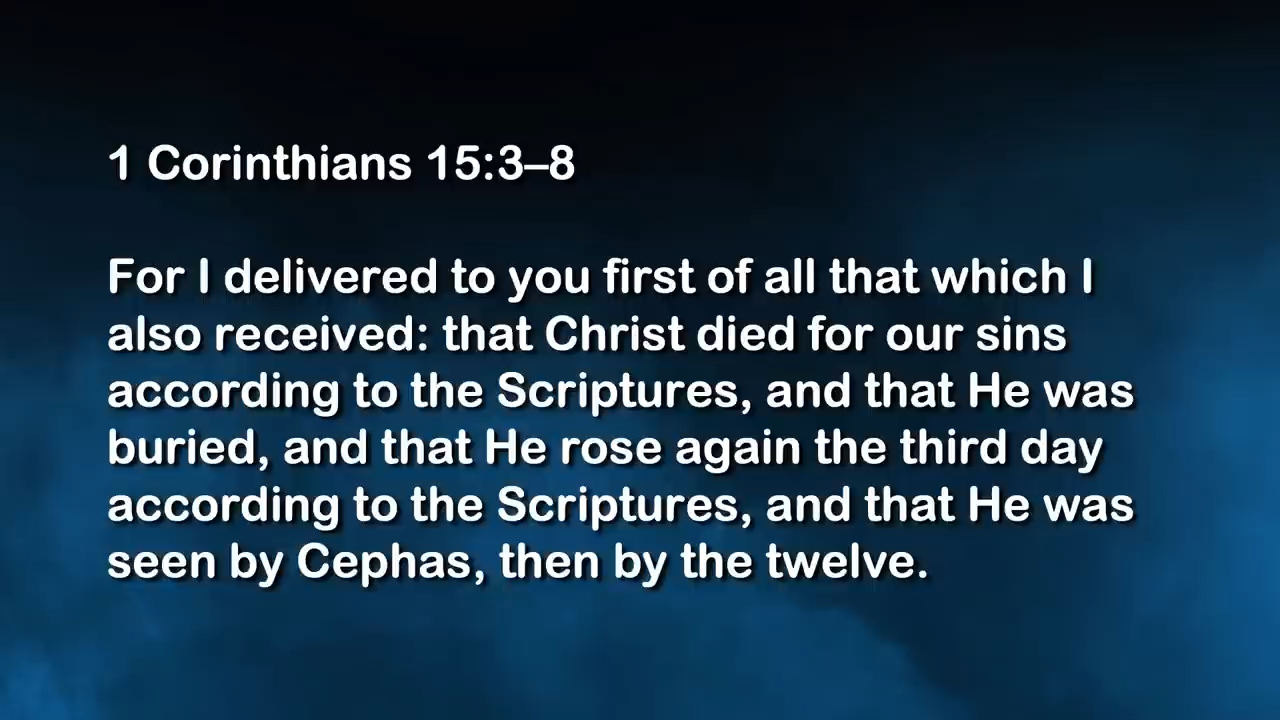 1 Corinthians 15:3–8
For I delivered to you first of all that which I
also received: that Christ died for our sins
according to the Scriptures, and that He was
buried, and that He rose again the third day
according to the Scriptures, and that He was
seen by Cephas, then by the twelve.